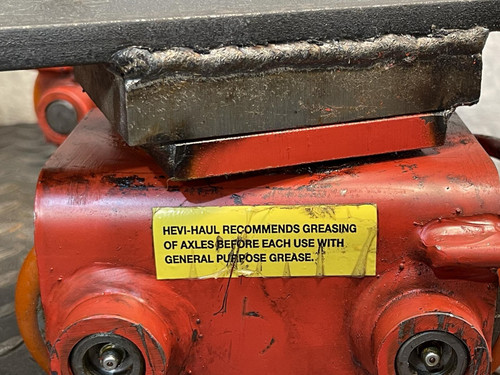 HEVI-HAUL RECOMMENDS GREASING
OF AXLES BEFORE EACH USE WITH
GENERAL PURPOSE GREASE.